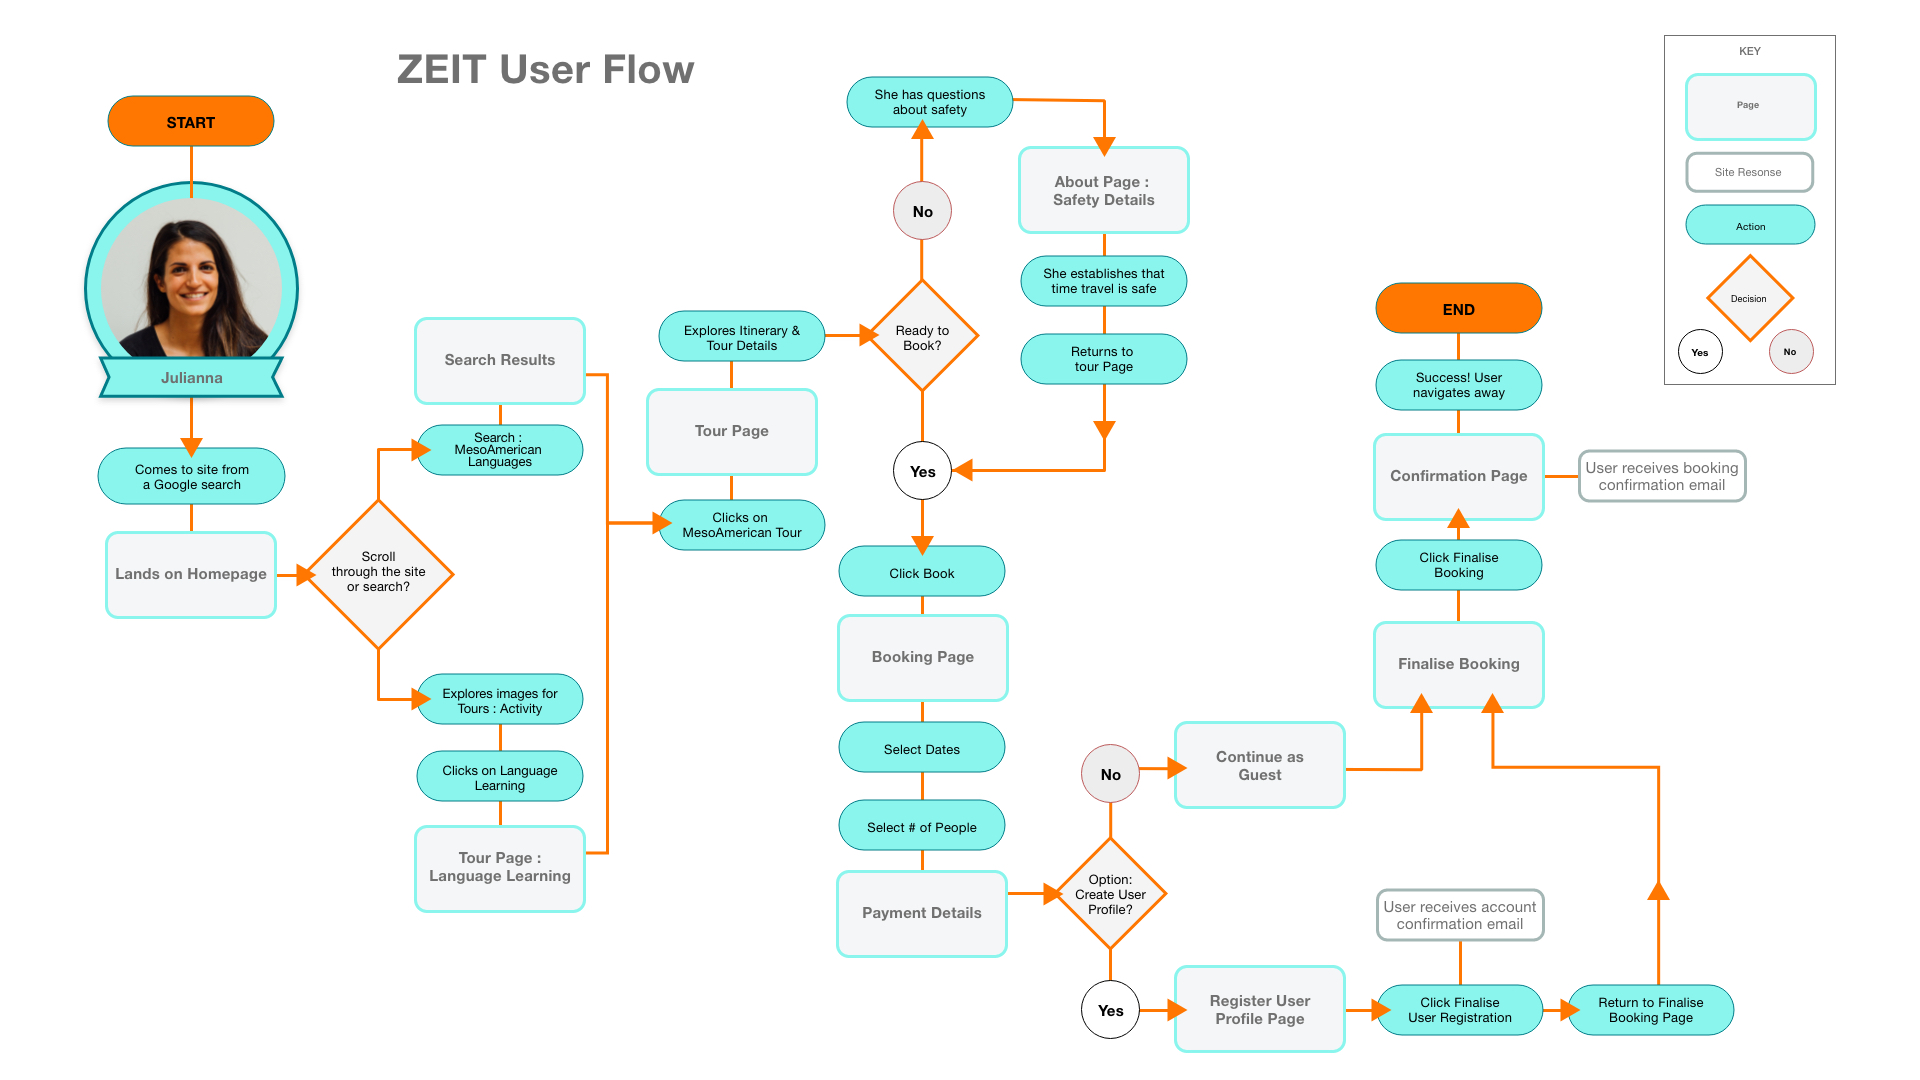 ZEIT User Flow
START
Julianna
Comes to site from
a Google search
Lands on Homepage
Scroll
through the site
or search?
Search Results
Search :
MesoAmerican
Languages
Explores images for
Tours : Activity
Clicks on Language
Learning
Tour Page :
Language Learning
Explores Itinerary &
Tour Details
Tour Page
Clicks on
MesoAmerican Tour
She has questions
about safety
No
Ready to
Book?
Yes
About Page :
Safety Details
She establishes that
time travel is safe
Returns to
tour Page
Click Book
Booking Page
Select Dates
Select # of People
Payment Details
No
Option:
Create User
Profile?
Yes
Continue as
Guest
Register User
Profile Page
User receives account
confirmation email
Click Finalise
User Registration
Return to Finalise
Booking Page
END
Success! User
navigates away
Confirmation Page
User receives booking
confirmation email
Click Finalise
Booking
Finalise Booking
KEY
Page
Site Resonse
Action
Decision
Yes
No